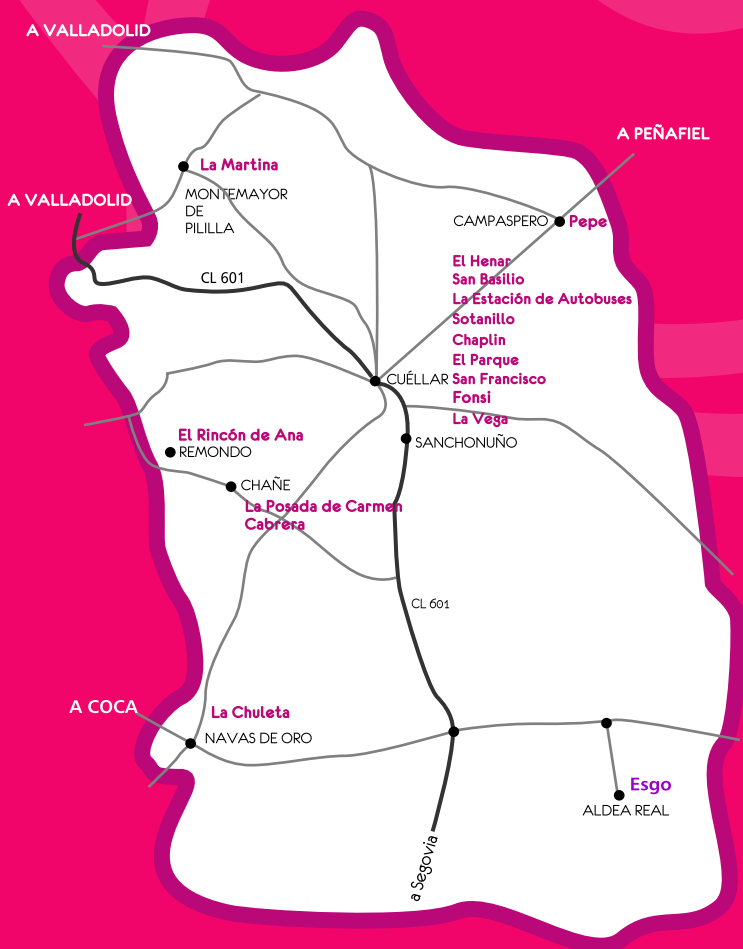 A VALLADOLID
A PEÑAFIEL
La Martina
MONTEMAYOR
DE
PILILLA
A VALLADOLID
CAMPASPERO
Pepe
CL 601
El Henar
San Basilio
La Estación de Autobuses
Sotanillo
Chaplin
El Parque
CUÉLLAR
San Francisco
Fonsi
La Vega
El Rincón de Ana
REMONDO
SANCHONUÑO
CHAÑE
La Posada de Carmen
Cabrera
CL 601
A COCA
La Chuleta
NAVAS DE ORO
Esgo
ALDEA REAL
a Segovia